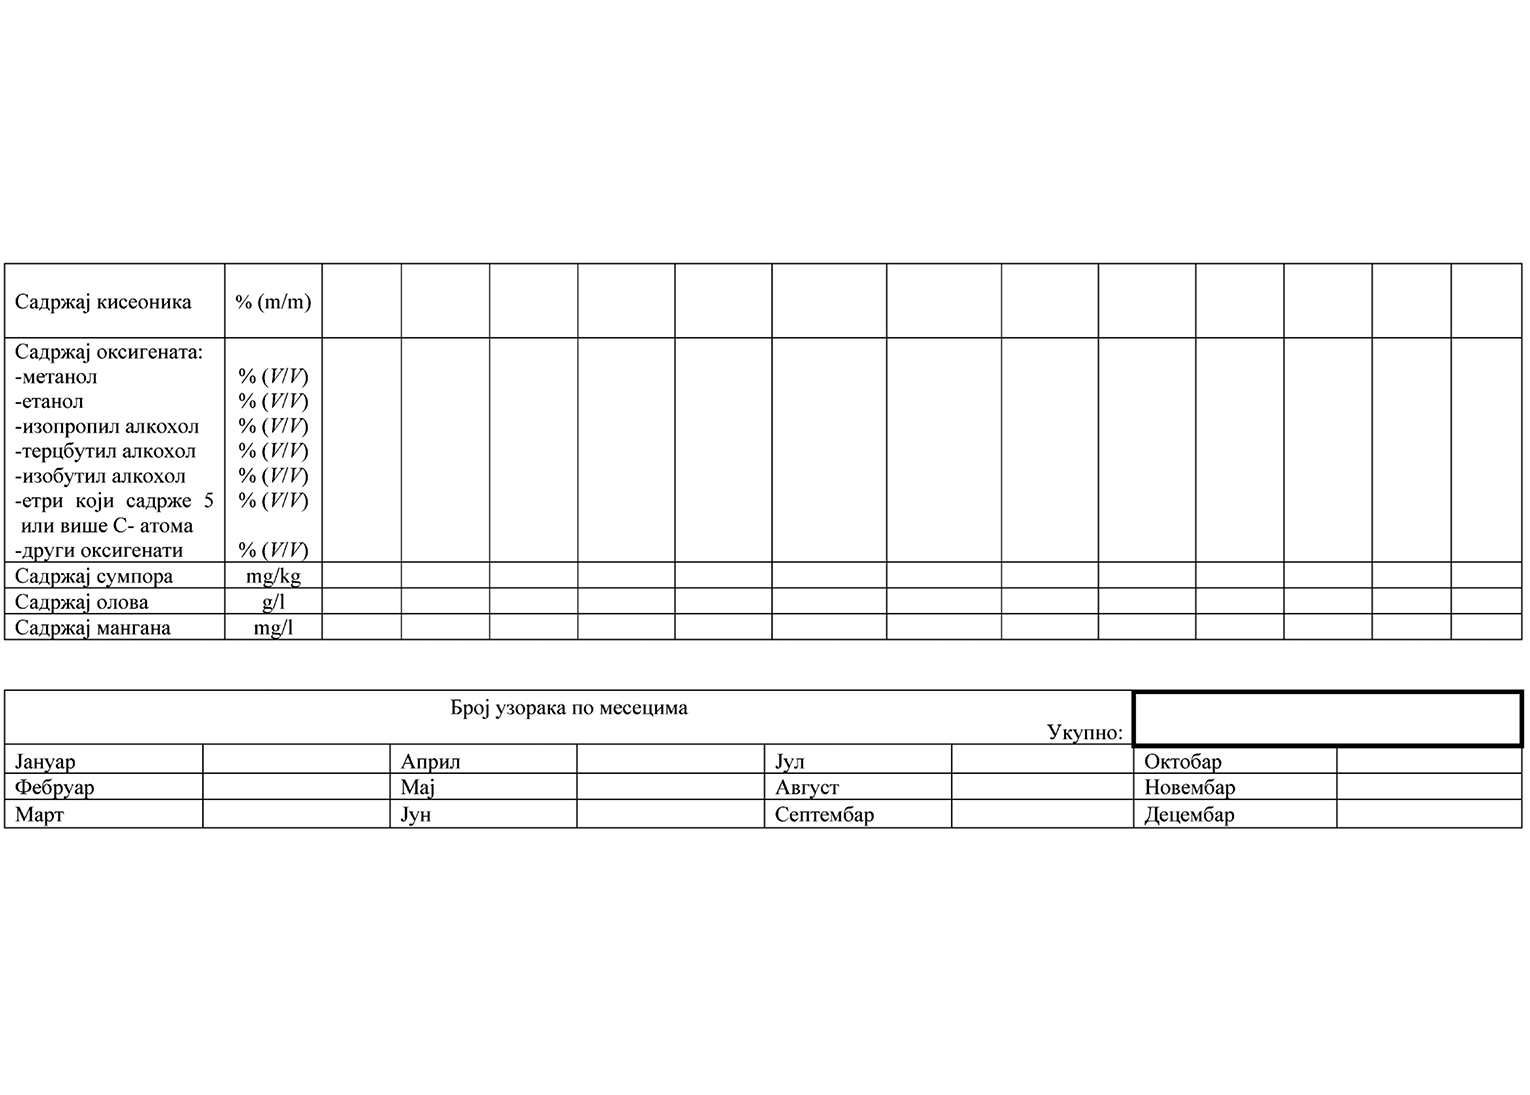 Садржај кисеоника % (m/m)
Садржај оксигената:
-метанол % (V/V)
-етанол % (V/V)
-изопропил алкохол % (V/V)
-терцбутил алкохол % (V/V)
-изобутил алкохол % (V/V)
-етри који садрже 5 % (V/V)
или више С- атома
-други оксигенати % (V/V)
Садржај сумпора mg/kg
Садржај олова g/l
Садржај мангана mg/l
Број узорака по месецима
Укупно:
Јануар Април Јул Октобар
Фебруар Мај Август Новембар
Март Јун Септембар Децембар